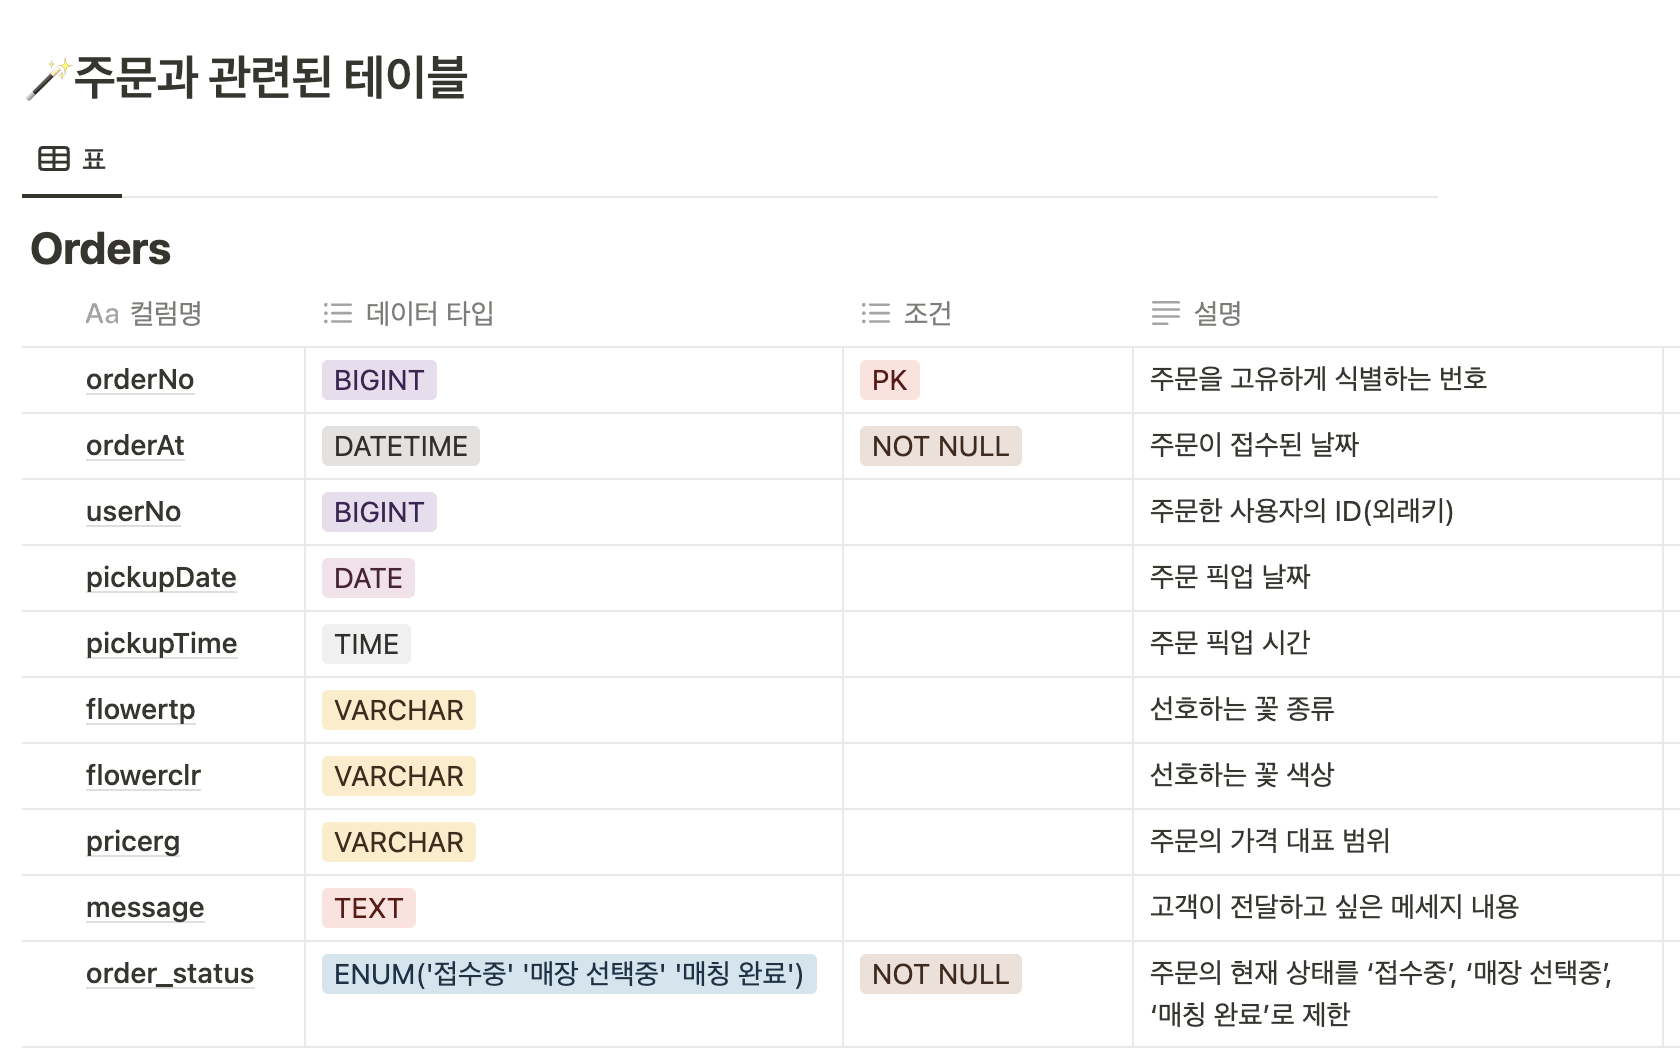 주문과 관련된 테이블
표
Orders
Aa 컬럼명 데이터 타입 조건 설명
orderNo BIGINT PK 주문을 고유하게 식별하는 번호
orderAt DATETIME NOT NULL 주문이 접수된 날짜
userNo BIGINT 주문한 사용자의 ID(외래키)
pickupDate DATE 주문 픽업 날짜
pickupTime TIME 주문 픽업 시간
flowertp VARCHAR 선호하는 꽃 종류
flowerclr VARCHAR 선호하는 꽃 색상
pricerg VARCHAR 주문의 가격 대표 범위
message TEXT 고객이 전달하고 싶은 메세지 내용
order_status ENUM('접수중' '매장 선택중' '매칭 완료') NOT NULL 주문의 현재 상태를 ‘접수중’, ‘매장 선택중’,
‘매칭 완료’로 제한